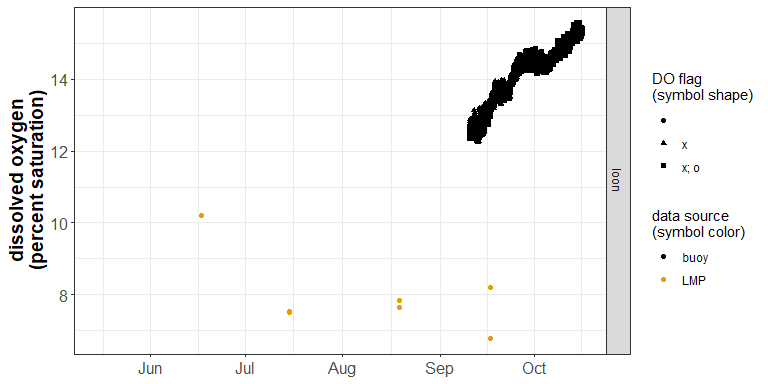 dissolved oxygen
(percent saturation)
14
12
10
8
Jun
Jul
Aug
Sep
Oct
loon
DO flag
(symbol shape)
x
x; o
data source
(symbol color)
buoy
LMP